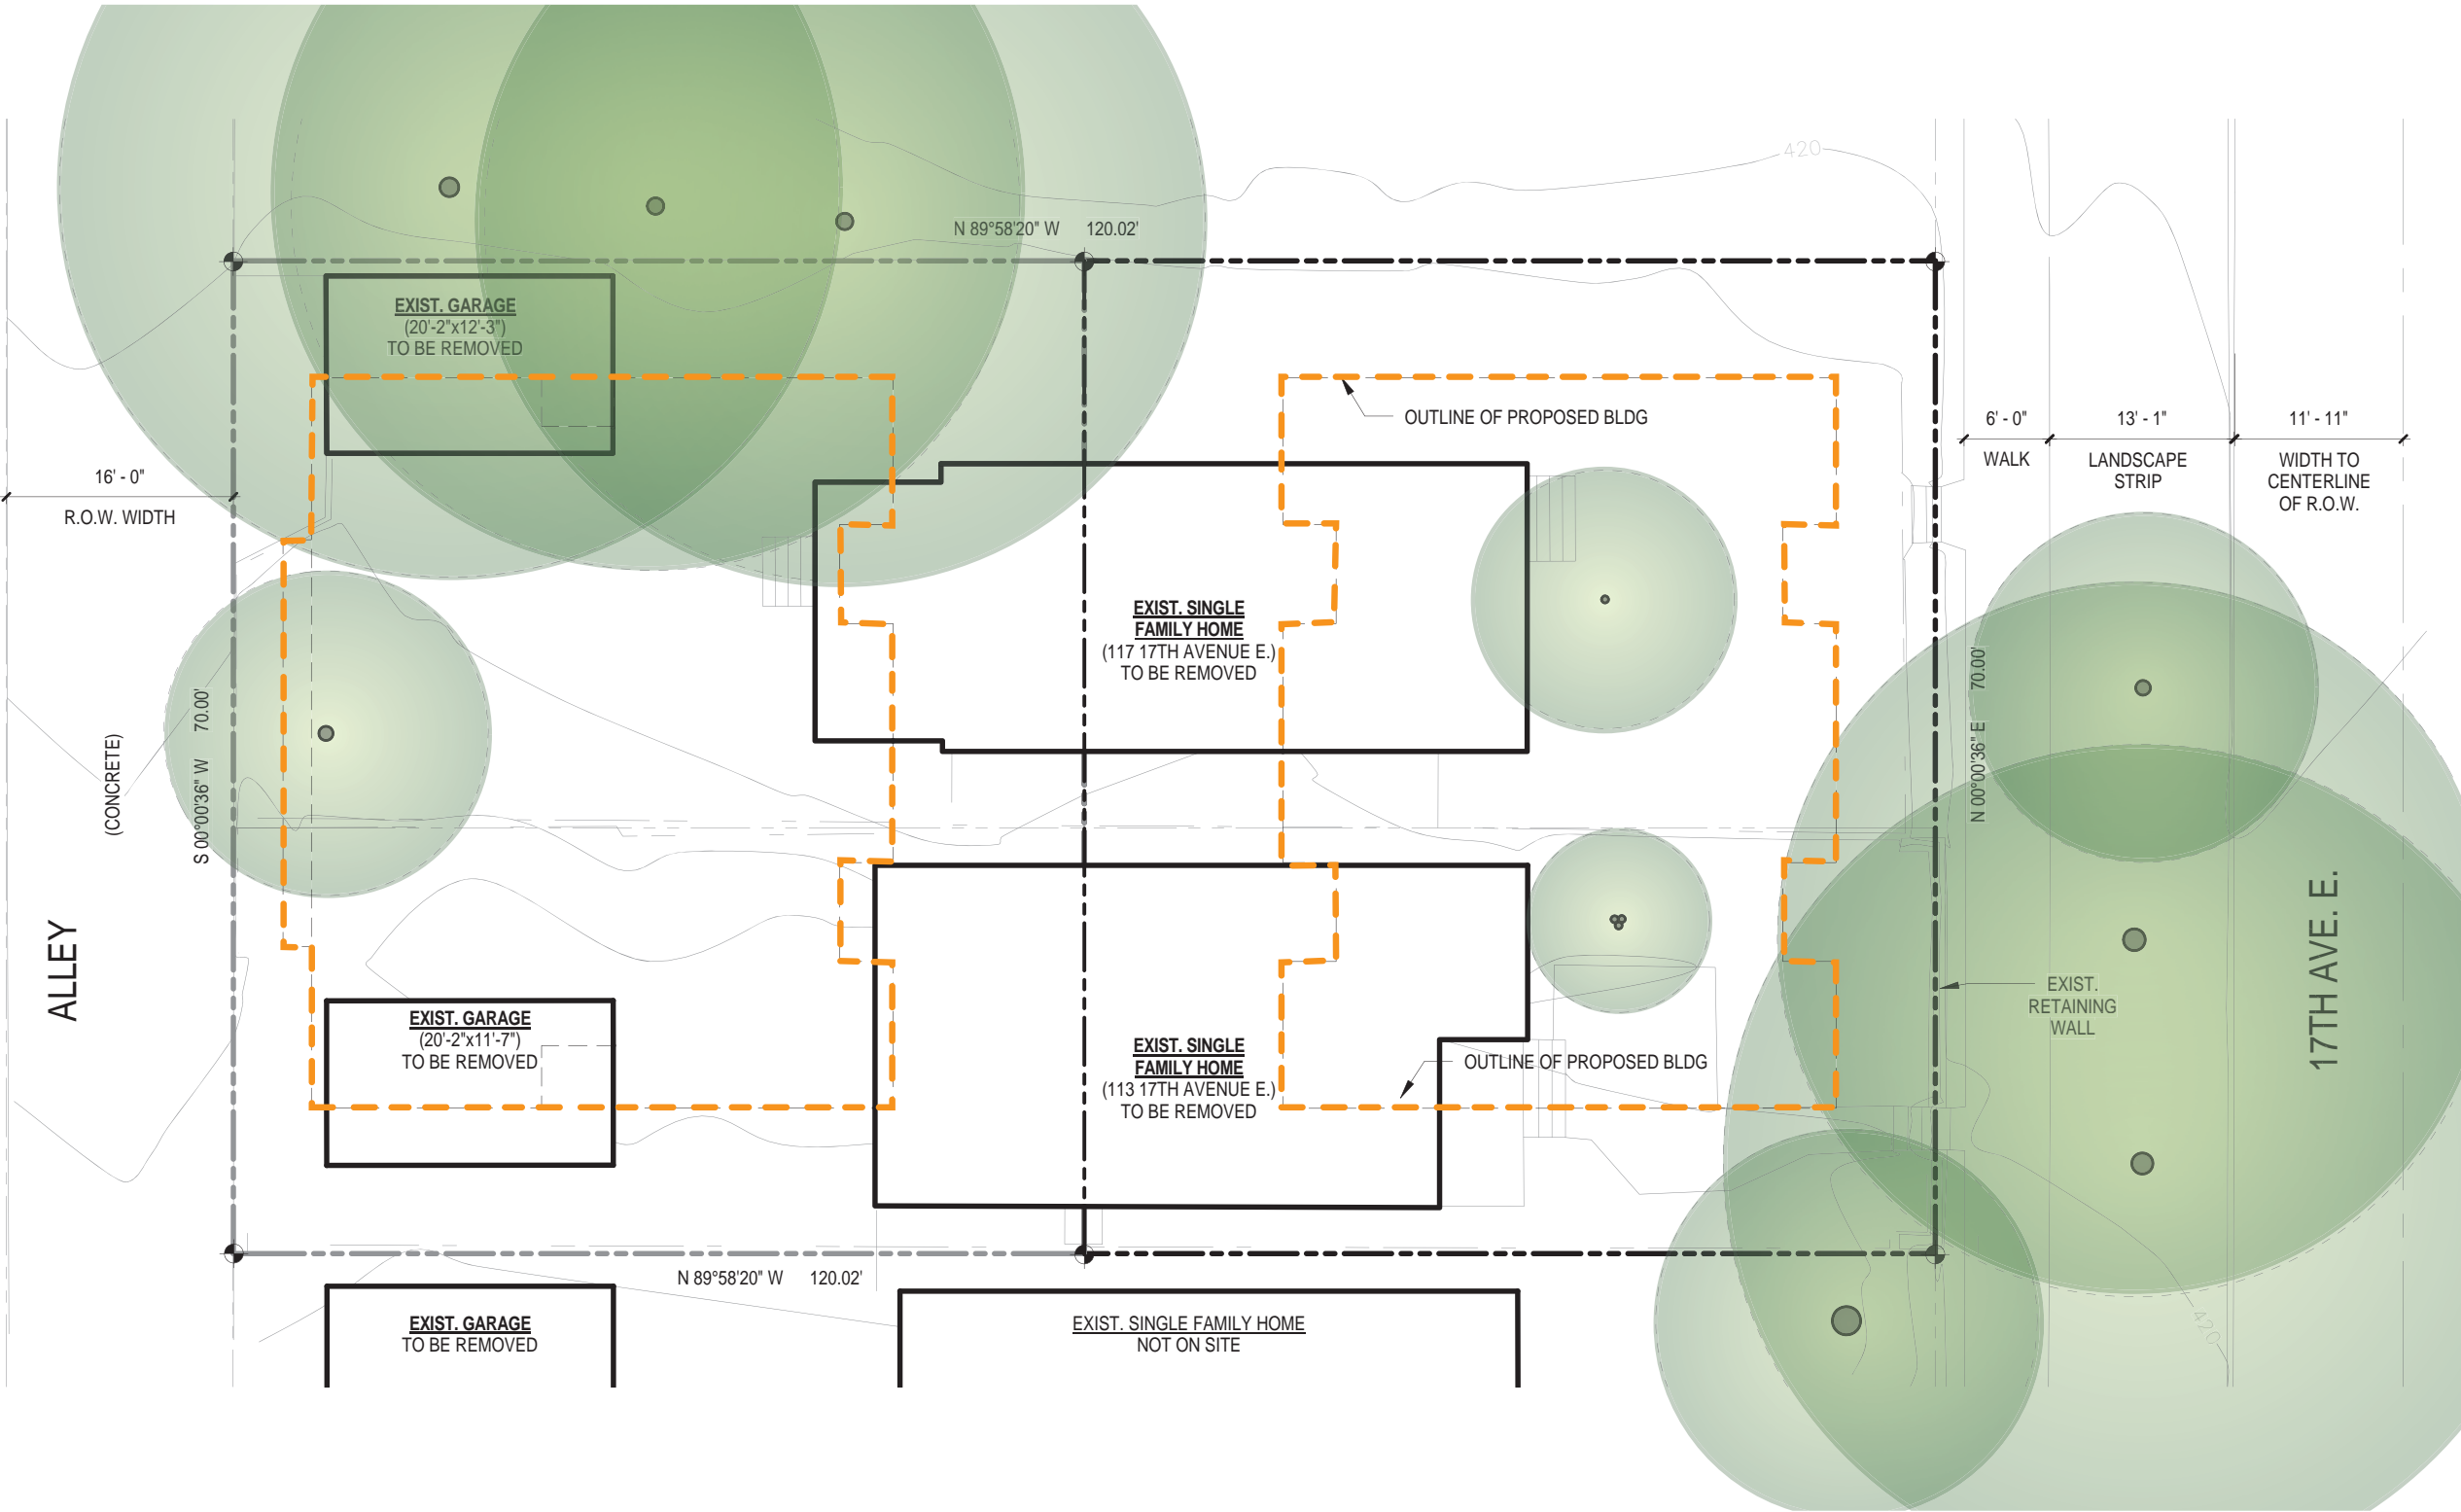 420
N 89°58'20" W 120.02'
EXIST. GARAGE
(20'-2"x12'-3")
TO BE REMOVED
OUTLINE OF PROPOSED BLDG
6' - 0"
WALK
13' - 1"
LANDSCAPE
STRIP
11' - 11"
WIDTH TO
CENTERLINE
OF R.O.W.
16' - 0"
R.O.W. WIDTH
EXIST. SINGLE
FAMILY HOME
(117 17TH AVENUE E.)
TO BE REMOVED
(CONCRETE)
S 00°00'36" W 70.00'
N 00°00'36" E 70.00'
ALLEY
17TH AVE. E.
EXIST.
RETAINING
WALL
EXIST. GARAGE
(20'-2"x11'-7")
TO BE REMOVED
EXIST. SINGLE
FAMILY HOME
(113 17TH AVENUE E.)
TO BE REMOVED
OUTLINE OF PROPOSED BLDG
N 89°58'20" W 120.02'
EXIST. GARAGE
TO BE REMOVED
EXIST. SINGLE FAMILY HOME
NOT ON SITE
420